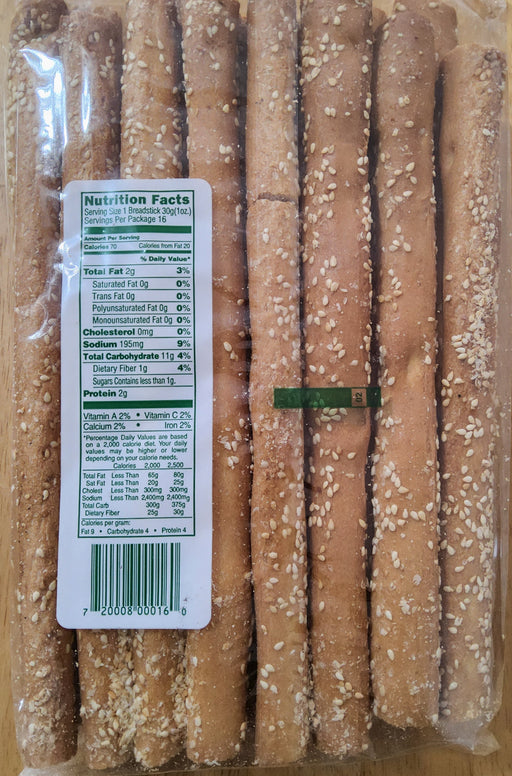 Nutrition Facts
Serving Size 1 Breadstick 30g(1oz.)
Servings Per Package 16
Amount Per Serving
Calories 70 Calories from Fat 20
% Daily Value*
Total Fat 2g 3%
Saturated Fat 0g 0%
Trans Fat 0g 0%
Polyunsaturated Fat 0g 0%
Monounsaturated Fat 0g 0%
Cholesterol 0mg 0%
Sodium 195mg 9%
Total Carbohydrate 11g 4%
Dietary Fiber 1g 4%
Sugars Contains less than 1g.
Protein 2g
Vitamin A 2% • Vitamin C 2%
Calcium 2% • Iron 2%
*Percentage Daily Values are based
on a 2,000 calorie diet. Your daily
values may be higher or lower
depending on your calorie needs.
Calories 2,000 2,500
Total Fat Less Than 65g 80g
Sat Fat Less Than 20g 25g
Cholest Less Than 300mg 300mg
Sodium Less Than 2,400mg 2,400mg
Total Carb 300g 375g
Dietary Fiber 25g 30g
Calories per gram:
Fat 9 • Carbohydrate 4 • Protein 4
7 20008 00016 6